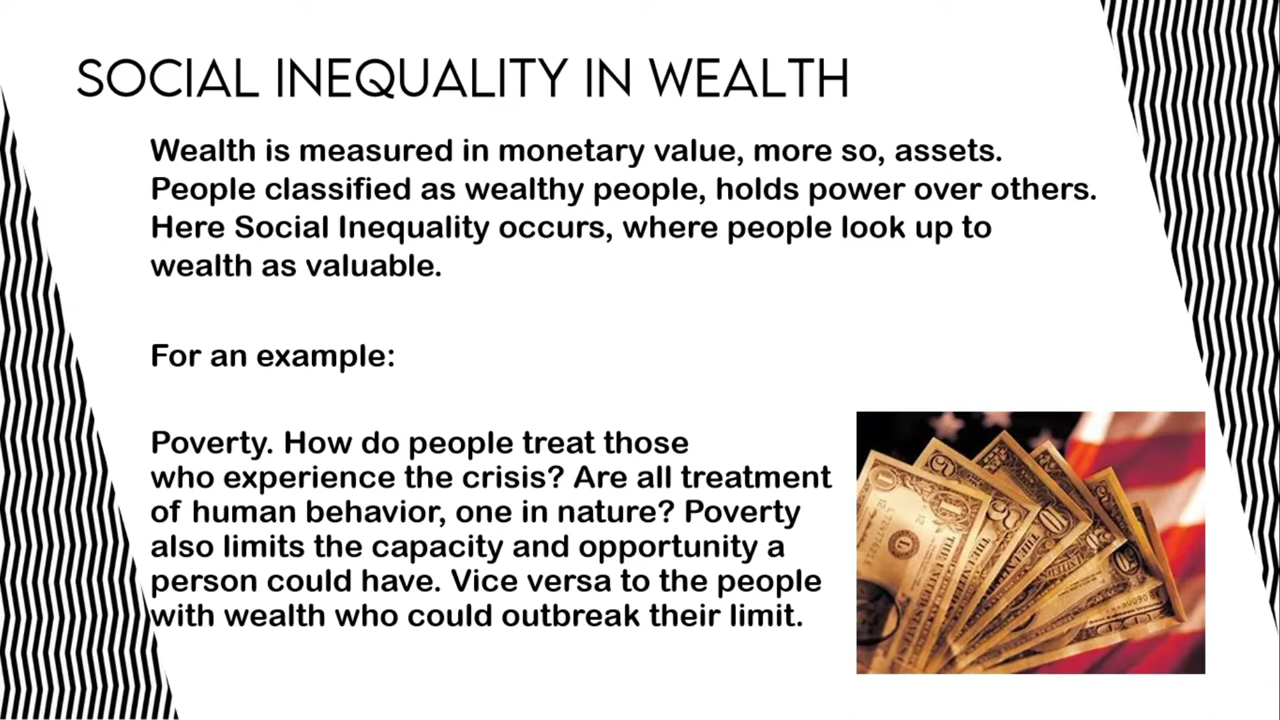 SOCIAL INEQUALITY IN WEALTH
Wealth is measured in monetary value, more so, assets.
People classified as wealthy people, holds power over others.
Here Social Inequality occurs, where people look up to
wealth as valuable.
For an example:
Poverty. How do people treat those
who experience the crisis? Are all treatment
of human behavior, one in nature? Poverty
also limits the capacity and opportunity a
person could have. Vice versa to the people
with wealth who could outbreak their limit.